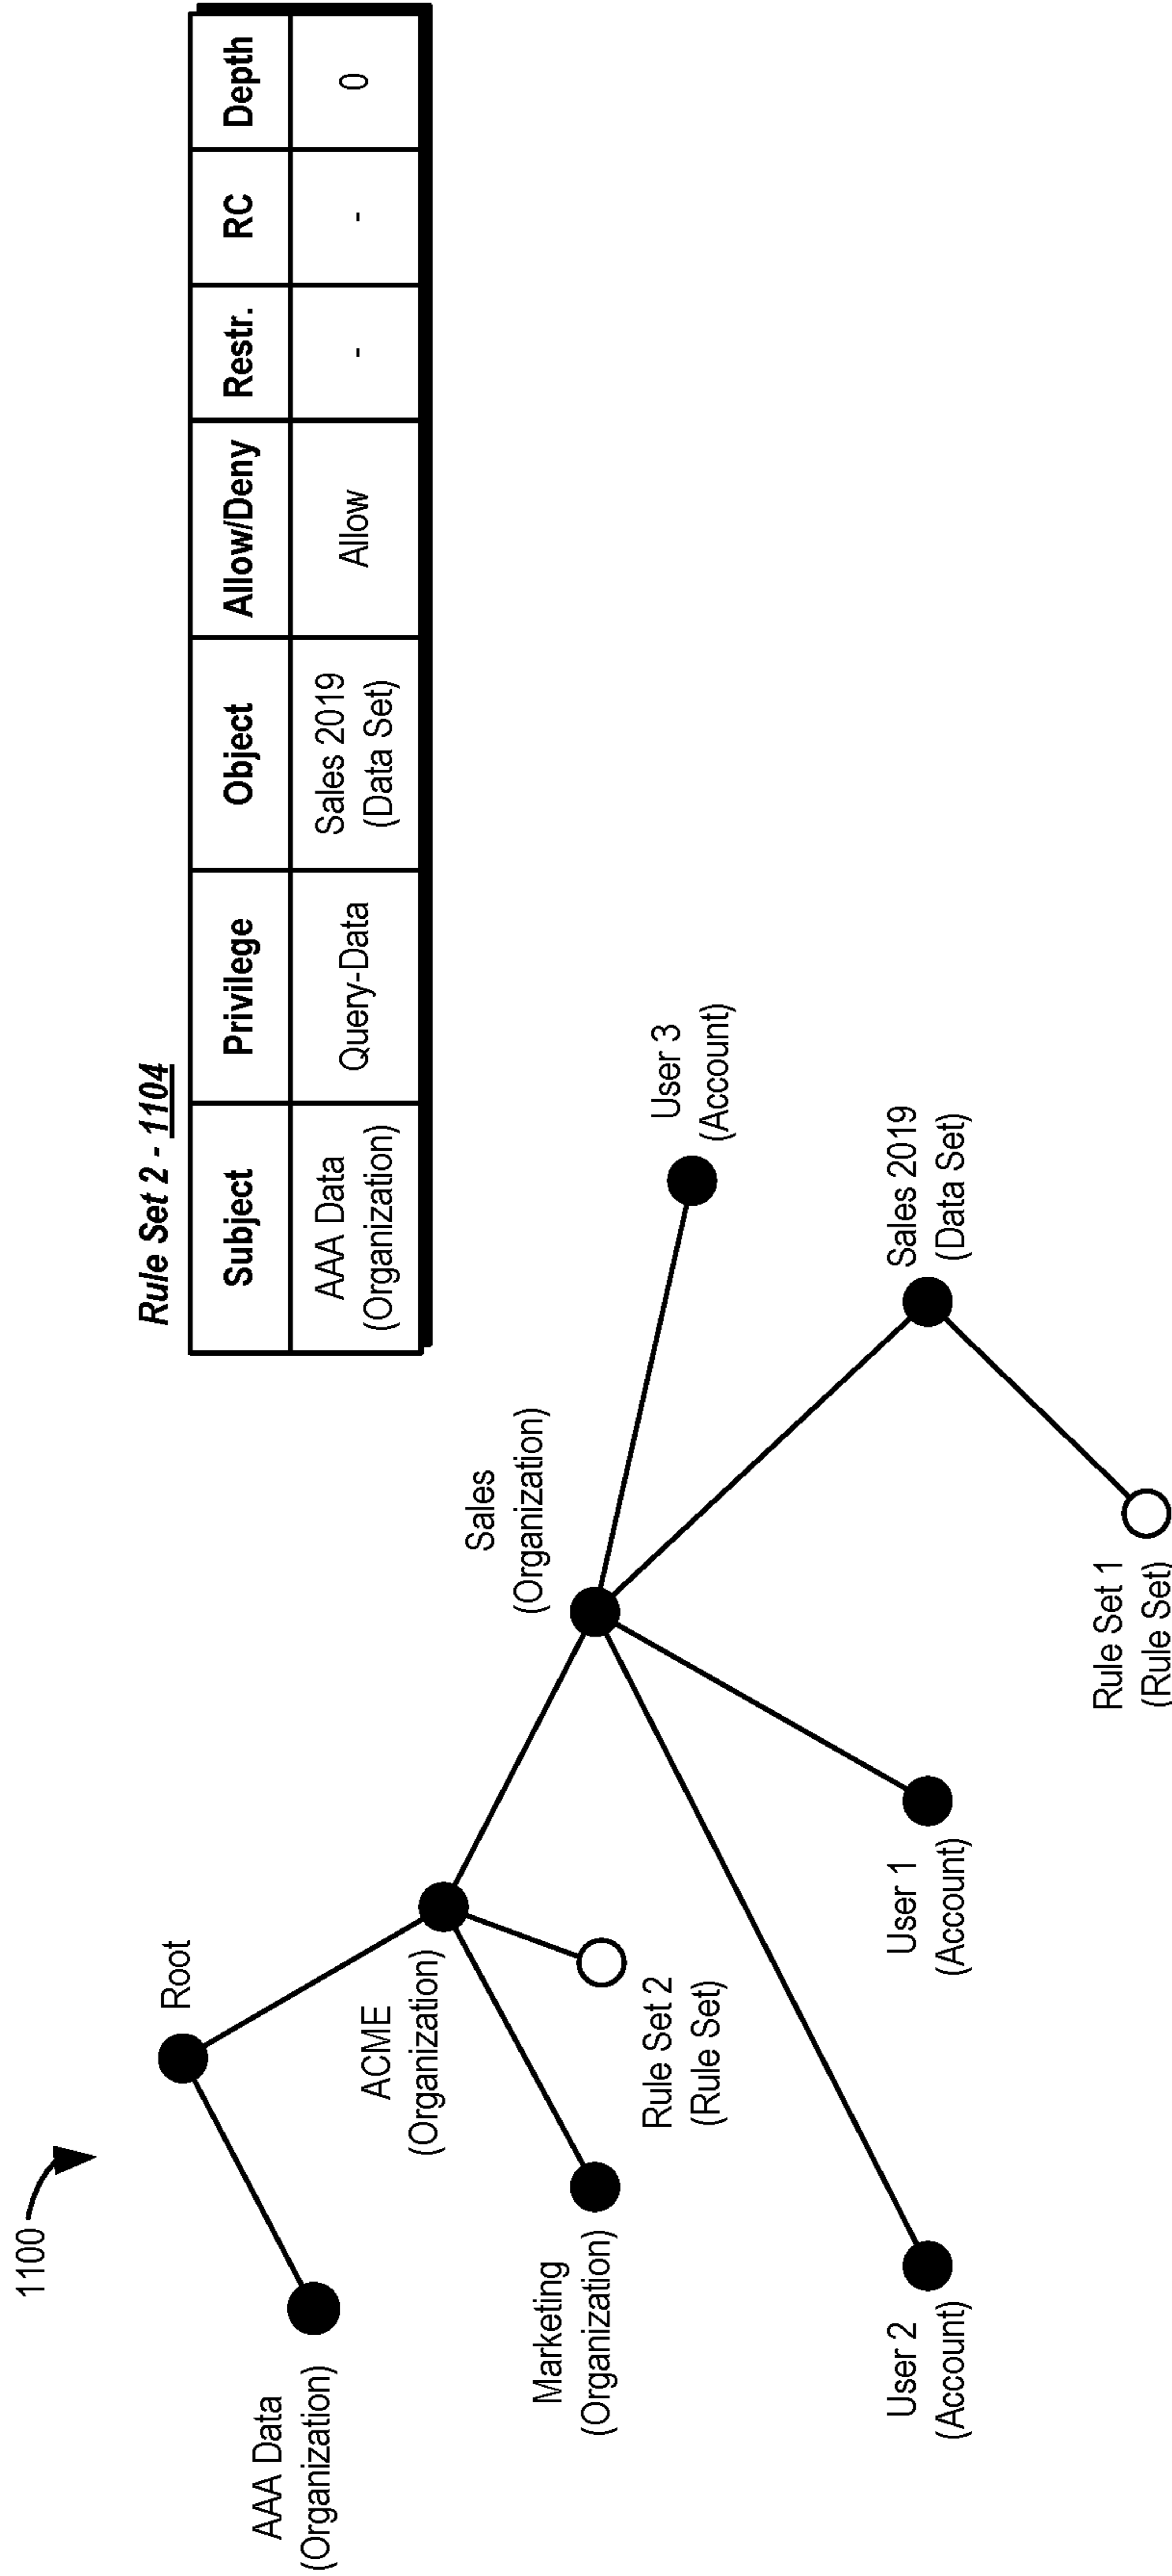 1100
Root
AAA Data
(Organization)
ACME
(Organization)
Marketing
(Organization)
Rule Set 2
(Rule Set)
Sales
(Organization)
User 3
(Account)
User 2
(Account)
User 1
(Account)
Sales 2019
(Data Set)
Rule Set 1
(Rule Set)
Rule Set 2 - 1104
Subject Privilege Object Allow/Deny Restr. RC Depth
AAA Data
(Organization)
Query-Data
Sales 2019
(Data Set)
Allow
-
-
0